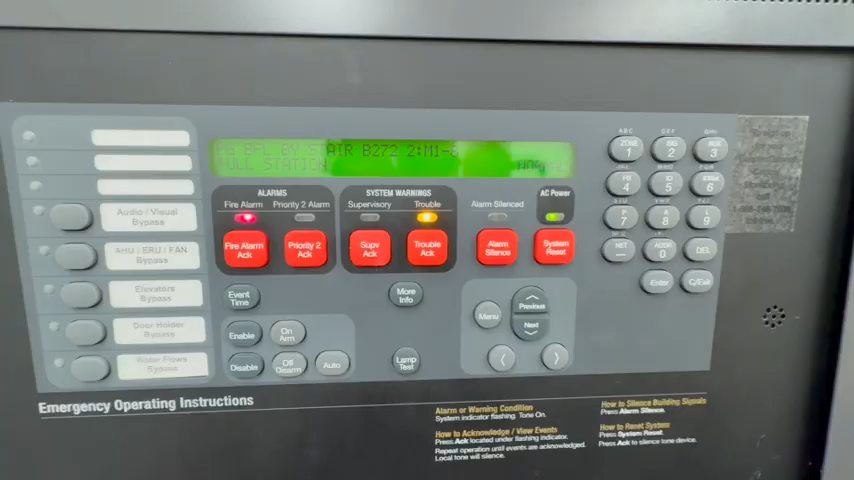 BY STAIR B272 2:M1-
PULL STATION
ALARMS
SYSTEM WARNINGS
Fire Alarm
Priority 2 Alarm
Supervisory
Trouble
Alarm Silenced
AC Power
Fire Alarm
Ack
Priority 2
Ack
Supv
Ack
Trouble
Ack
Alarm
Silence
System
Reset
Audio / Visual
Bypass
AHU / ERU / FAN
Bypass
Elevators
Bypass
Door Holder
Bypass
Water Flows
Bypass
Event
Time
More
Info
Enable
On
Arm
Disable
Off
Disarm
Auto
Lamp
Test
Menu
Previous
Next
A B C
D E F
ZONE
1
SIG
2
AUX
3
FB
4
IO
5
6
P
7
A
8
L
9
NET
ADDR
0
DEL
Enter
C/Exit
Emergency Operating Instructions
Alarm or Warning Condition
System indicator flashing. Tone On.
How to Acknowledge / View Events
Press Ack located under flashing indicator.
Repeat operation until events are acknowledged.
Local tone will silence.
How to Silence Building Signals
Press Alarm Silence.
How to Reset System
Press System Reset.
Press Ack to silence tone device.